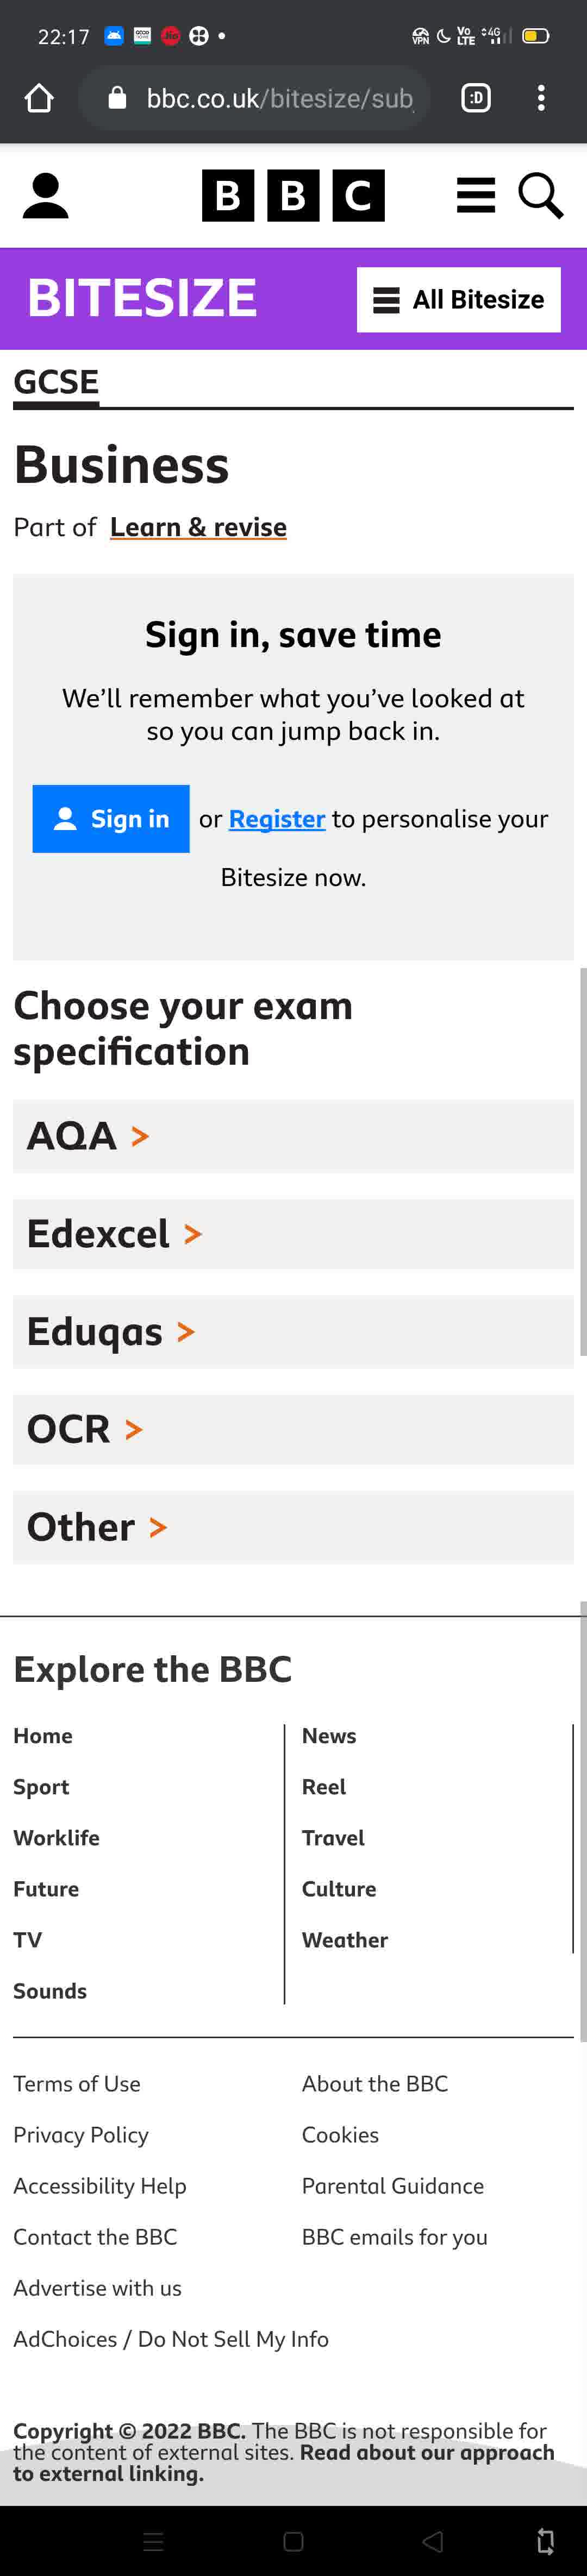 22:17
VPN Vo LTE 4G
bbc.co.uk/bitesize/sub
:D
BBC
BITESIZE
All Bitesize
GCSE
Business
Part of Learn & revise
Sign in, save time
We’ll remember what you’ve looked at
so you can jump back in.
Sign in or Register to personalise your
Bitesize now.
Choose your exam
specification
AQA >
Edexcel >
Eduqas >
OCR >
Other >
Explore the BBC
Home
News
Sport
Reel
Worklife
Travel
Future
Culture
TV
Weather
Sounds
Terms of Use
About the BBC
Privacy Policy
Cookies
Accessibility Help
Parental Guidance
Contact the BBC
BBC emails for you
Advertise with us
AdChoices / Do Not Sell My Info
Copyright © 2022 BBC. The BBC is not responsible for
the content of external sites. Read about our approach
to external linking.